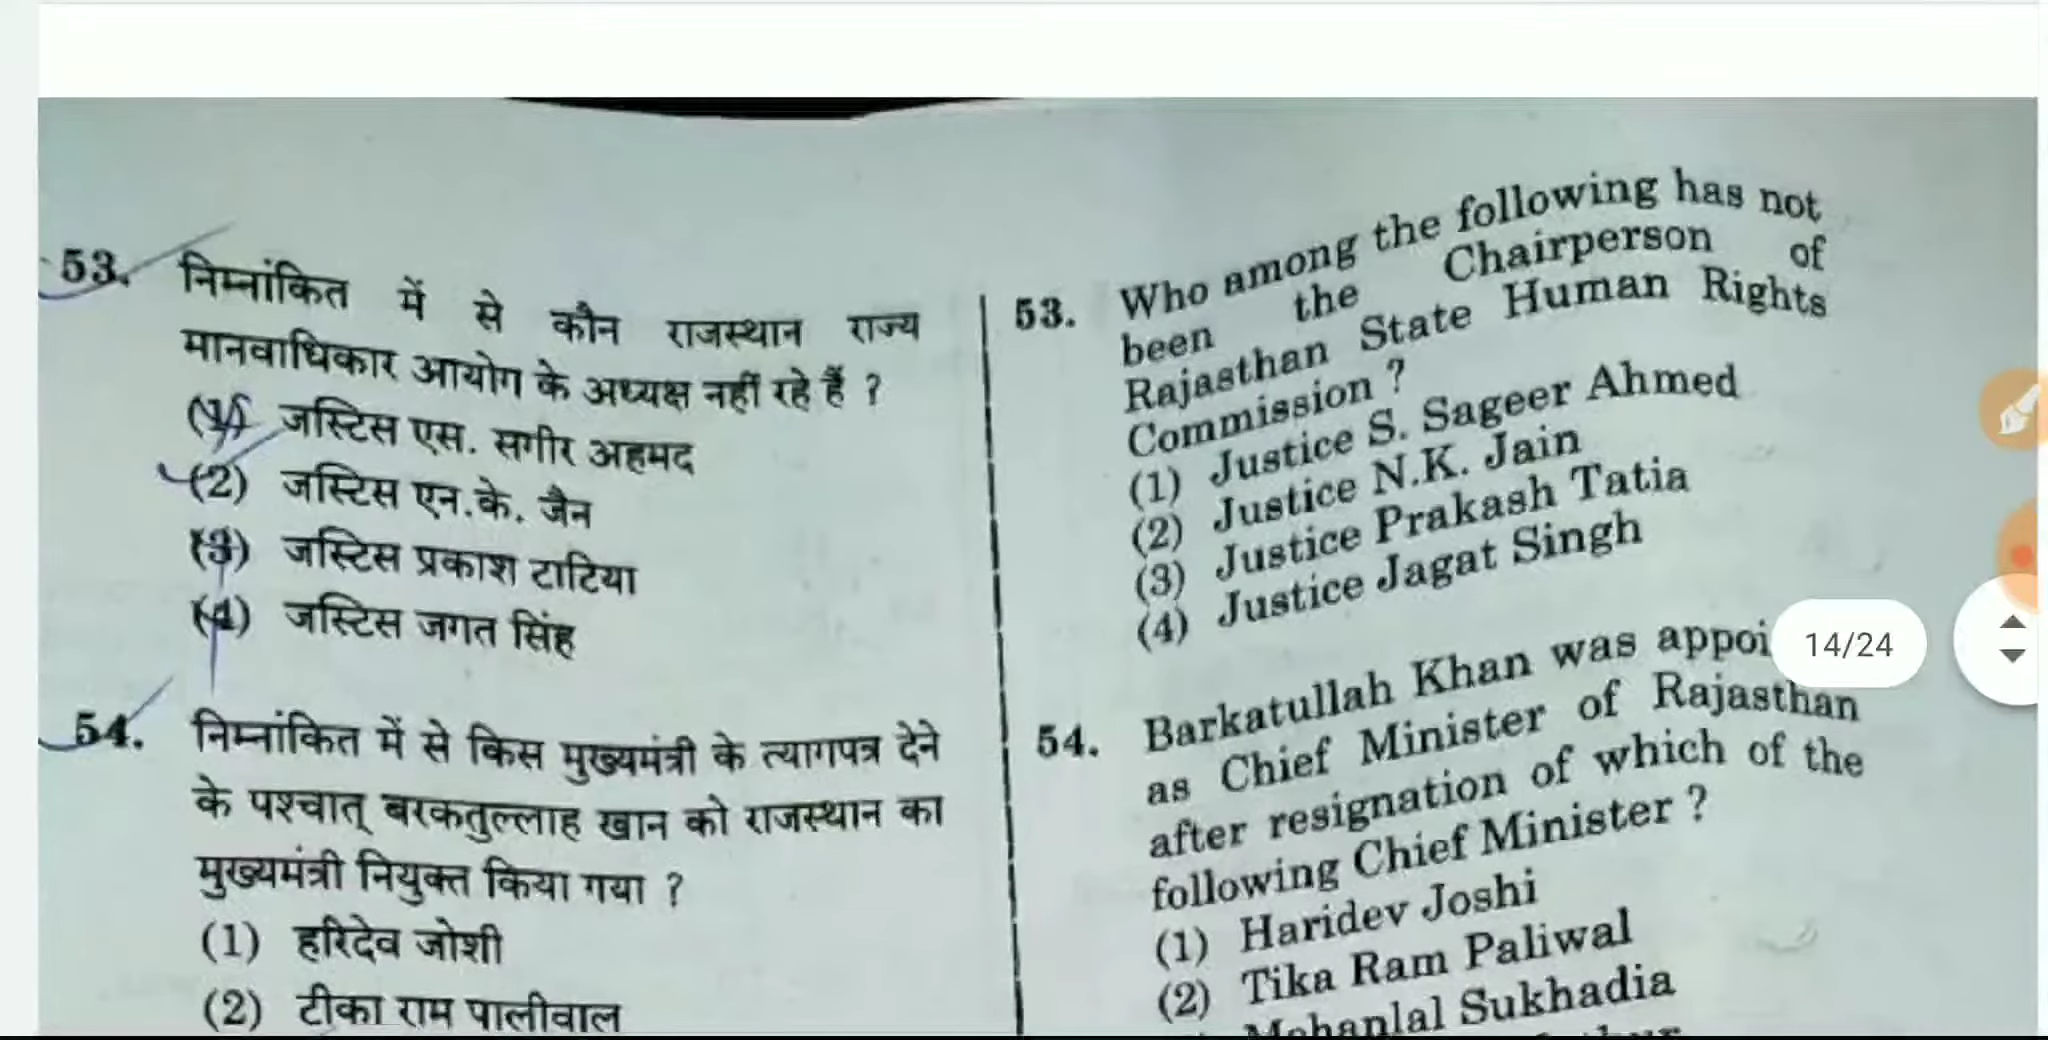 53. निम्नांकित में से कौन राजस्थान राज्य
मानवाधिकार आयोग के अध्यक्ष नहीं रहे हैं ?
(1) जस्टिस एस. सगीर अहमद
(2) जस्टिस एन.के. जैन
(3) जस्टिस प्रकाश टाटिया
(4) जस्टिस जगत सिंह
54. निम्नांकित में से किस मुख्यमंत्री के त्यागपत्र देने
के पश्चात् बरकतुल्लाह खान को राजस्थान का
मुख्यमंत्री नियुक्त किया गया ?
(1) हरिदेव जोशी
(2) टीका राम पालीवाल
53. Who among the following has not
been the Chairperson of
Rajasthan State Human Rights
Commission ?
(1) Justice S. Sageer Ahmed
(2) Justice N.K. Jain
(3) Justice Prakash Tatia
(4) Justice Jagat Singh
54. Barkatullah Khan was appoi
as Chief Minister of Rajasthan
after resignation of which of the
following Chief Minister ?
(1) Haridev Joshi
(2) Tika Ram Paliwal
Mohanlal Sukhadia
14/24